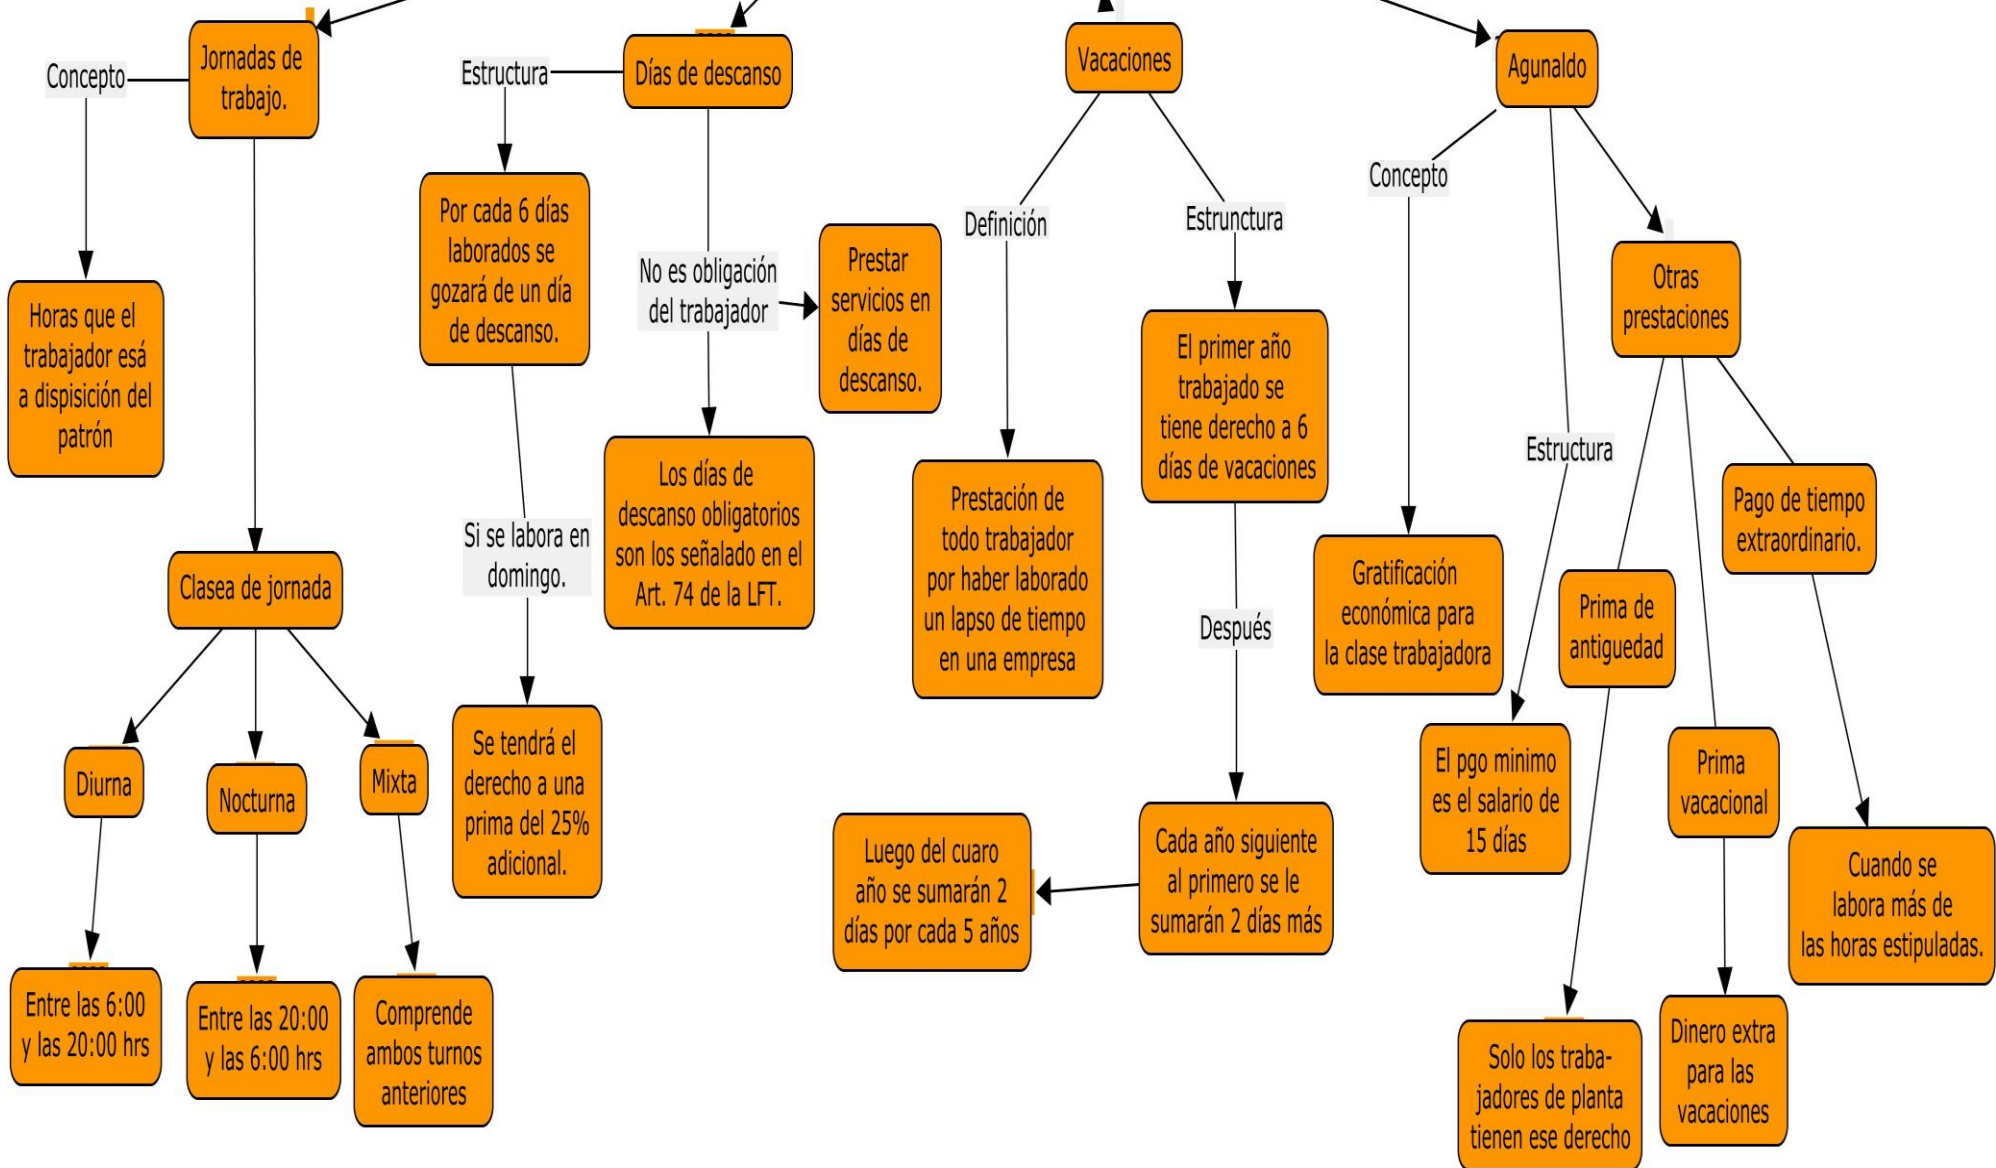 Concepto
Jornadas de
trabajo.
Horas que el
trabajador esá
a dispisición del
patrón
Clasea de jornada
Diurna
Nocturna
Mixta
Entre las 6:00
y las 20:00 hrs
Entre las 20:00
y las 6:00 hrs
Comprende
ambos turnos
anteriores
Estructura
Días de descanso
Por cada 6 días
laborados se
gozará de un día
de descanso.
Si se labora en
domingo.
Se tendrá el
derecho a una
prima del 25%
adicional.
No es obligación
del trabajador
Prestar
servicios en
días de
descanso.
Los días de
descanso obligatorios
son los señalado en el
Art. 74 de la LFT.
Vacaciones
Definición
Prestación de
todo trabajador
por haber laborado
un lapso de tiempo
en una empresa
Estrunctura
El primer año
trabajado se
tiene derecho a 6
días de vacaciones
Después
Cada año siguiente
al primero se le
sumarán 2 días más
Luego del cuaro
año se sumarán 2
días por cada 5 años
Agunaldo
Concepto
Gratificación
económica para
la clase trabajadora
Estructura
El pgo minimo
es el salario de
15 días
Otras
prestaciones
Prima de
antiguedad
Solo los traba-
jadores de planta
tienen ese derecho
Prima
vacacional
Dinero extra
para las
vacaciones
Pago de tiempo
extraordinario.
Cuando se
labora más de
las horas estipuladas.